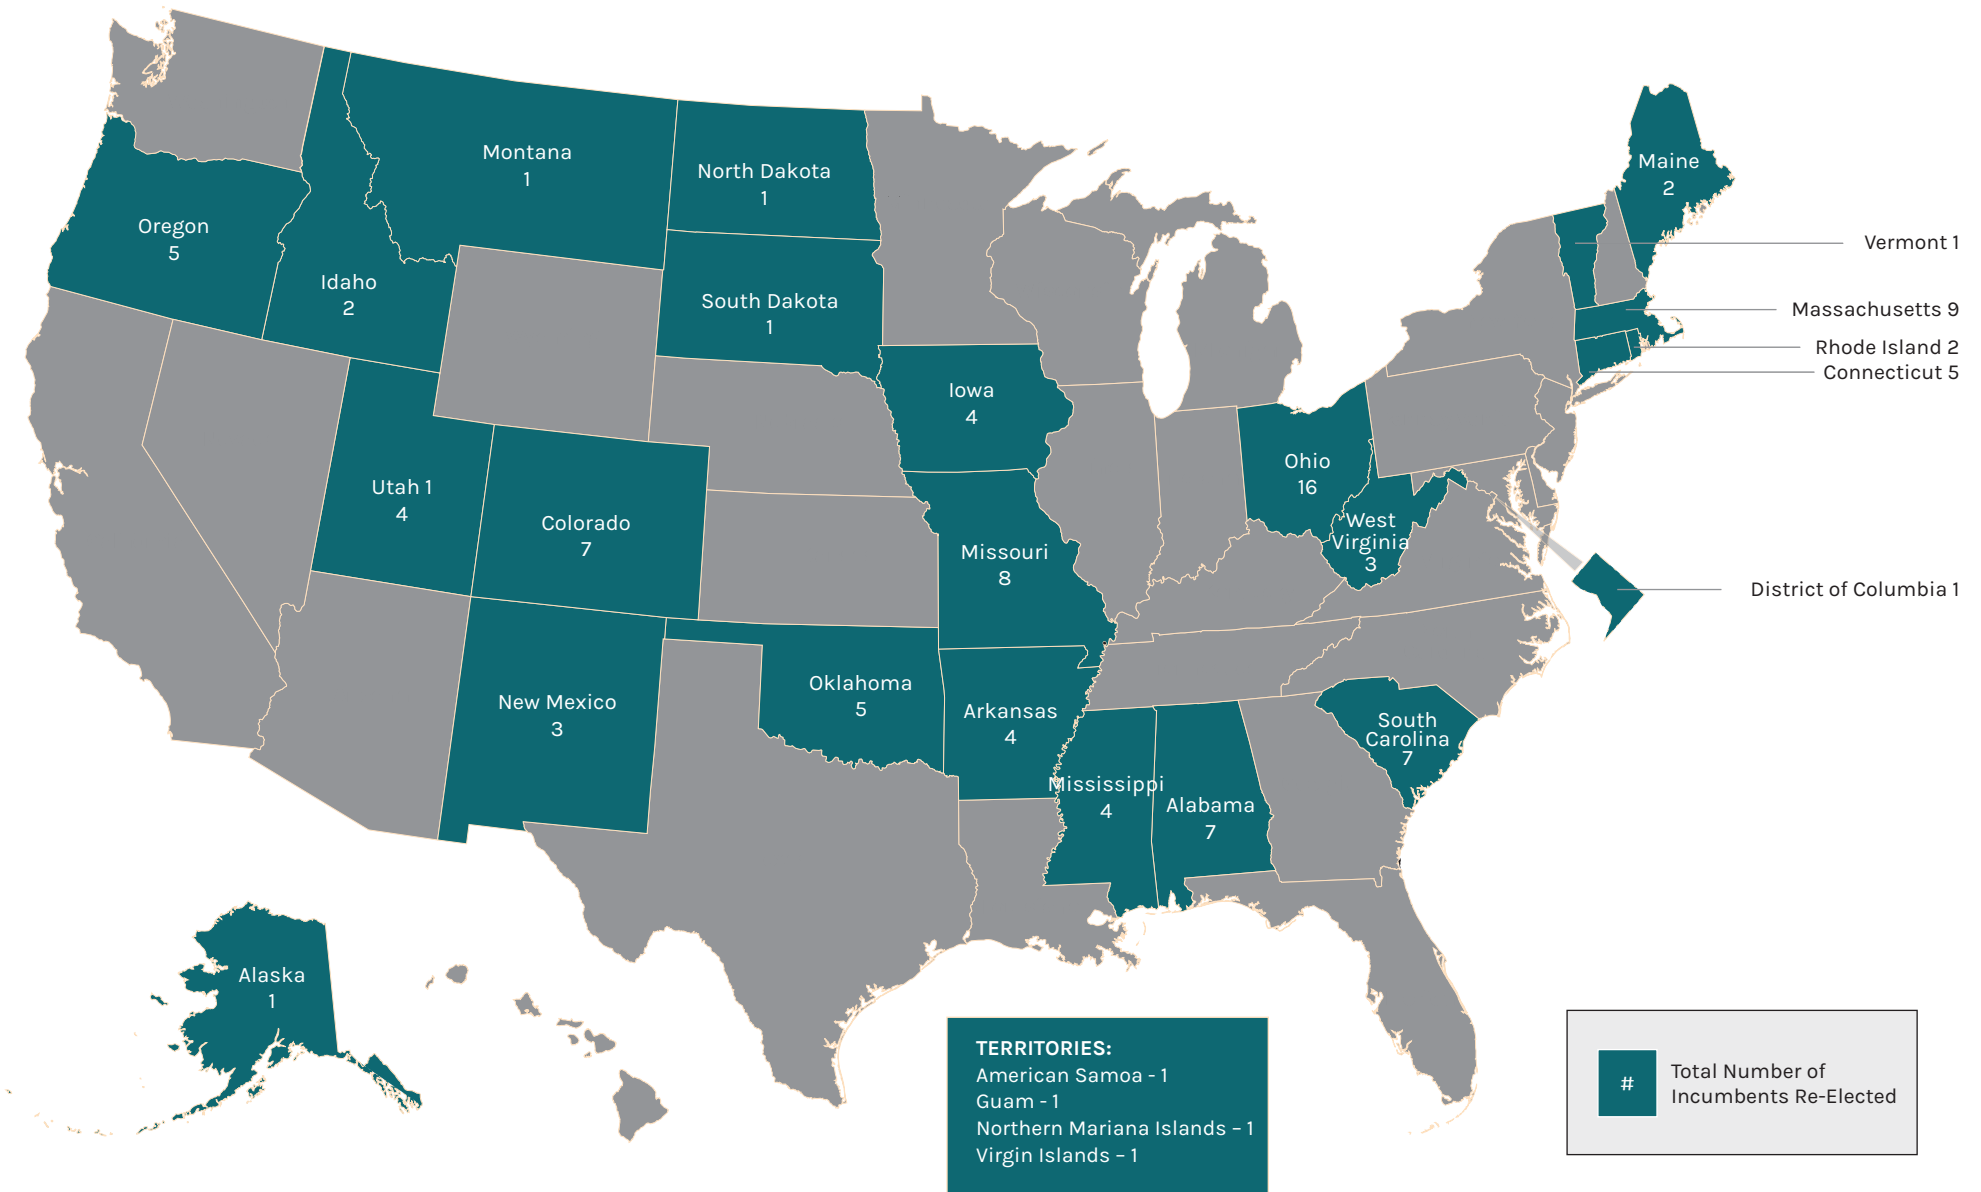 Montana
1
North Dakota
1
Maine
2
Oregon
5
Vermont 1
Idaho
2
South Dakota
1
Massachusetts 9
Rhode Island 2
Connecticut 5
Iowa
4
Ohio
16
Utah 1
4
Colorado
7
West
Virginia
3
Missouri
8
District of Columbia 1
New Mexico
3
Oklahoma
5
Arkansas
4
South
Carolina
7
Mississippi
4
Alabama
7
Alaska
1
TERRITORIES:
American Samoa - 1
Guam - 1
Northern Mariana Islands – 1
Virgin Islands – 1
#
Total Number of
Incumbents Re-Elected